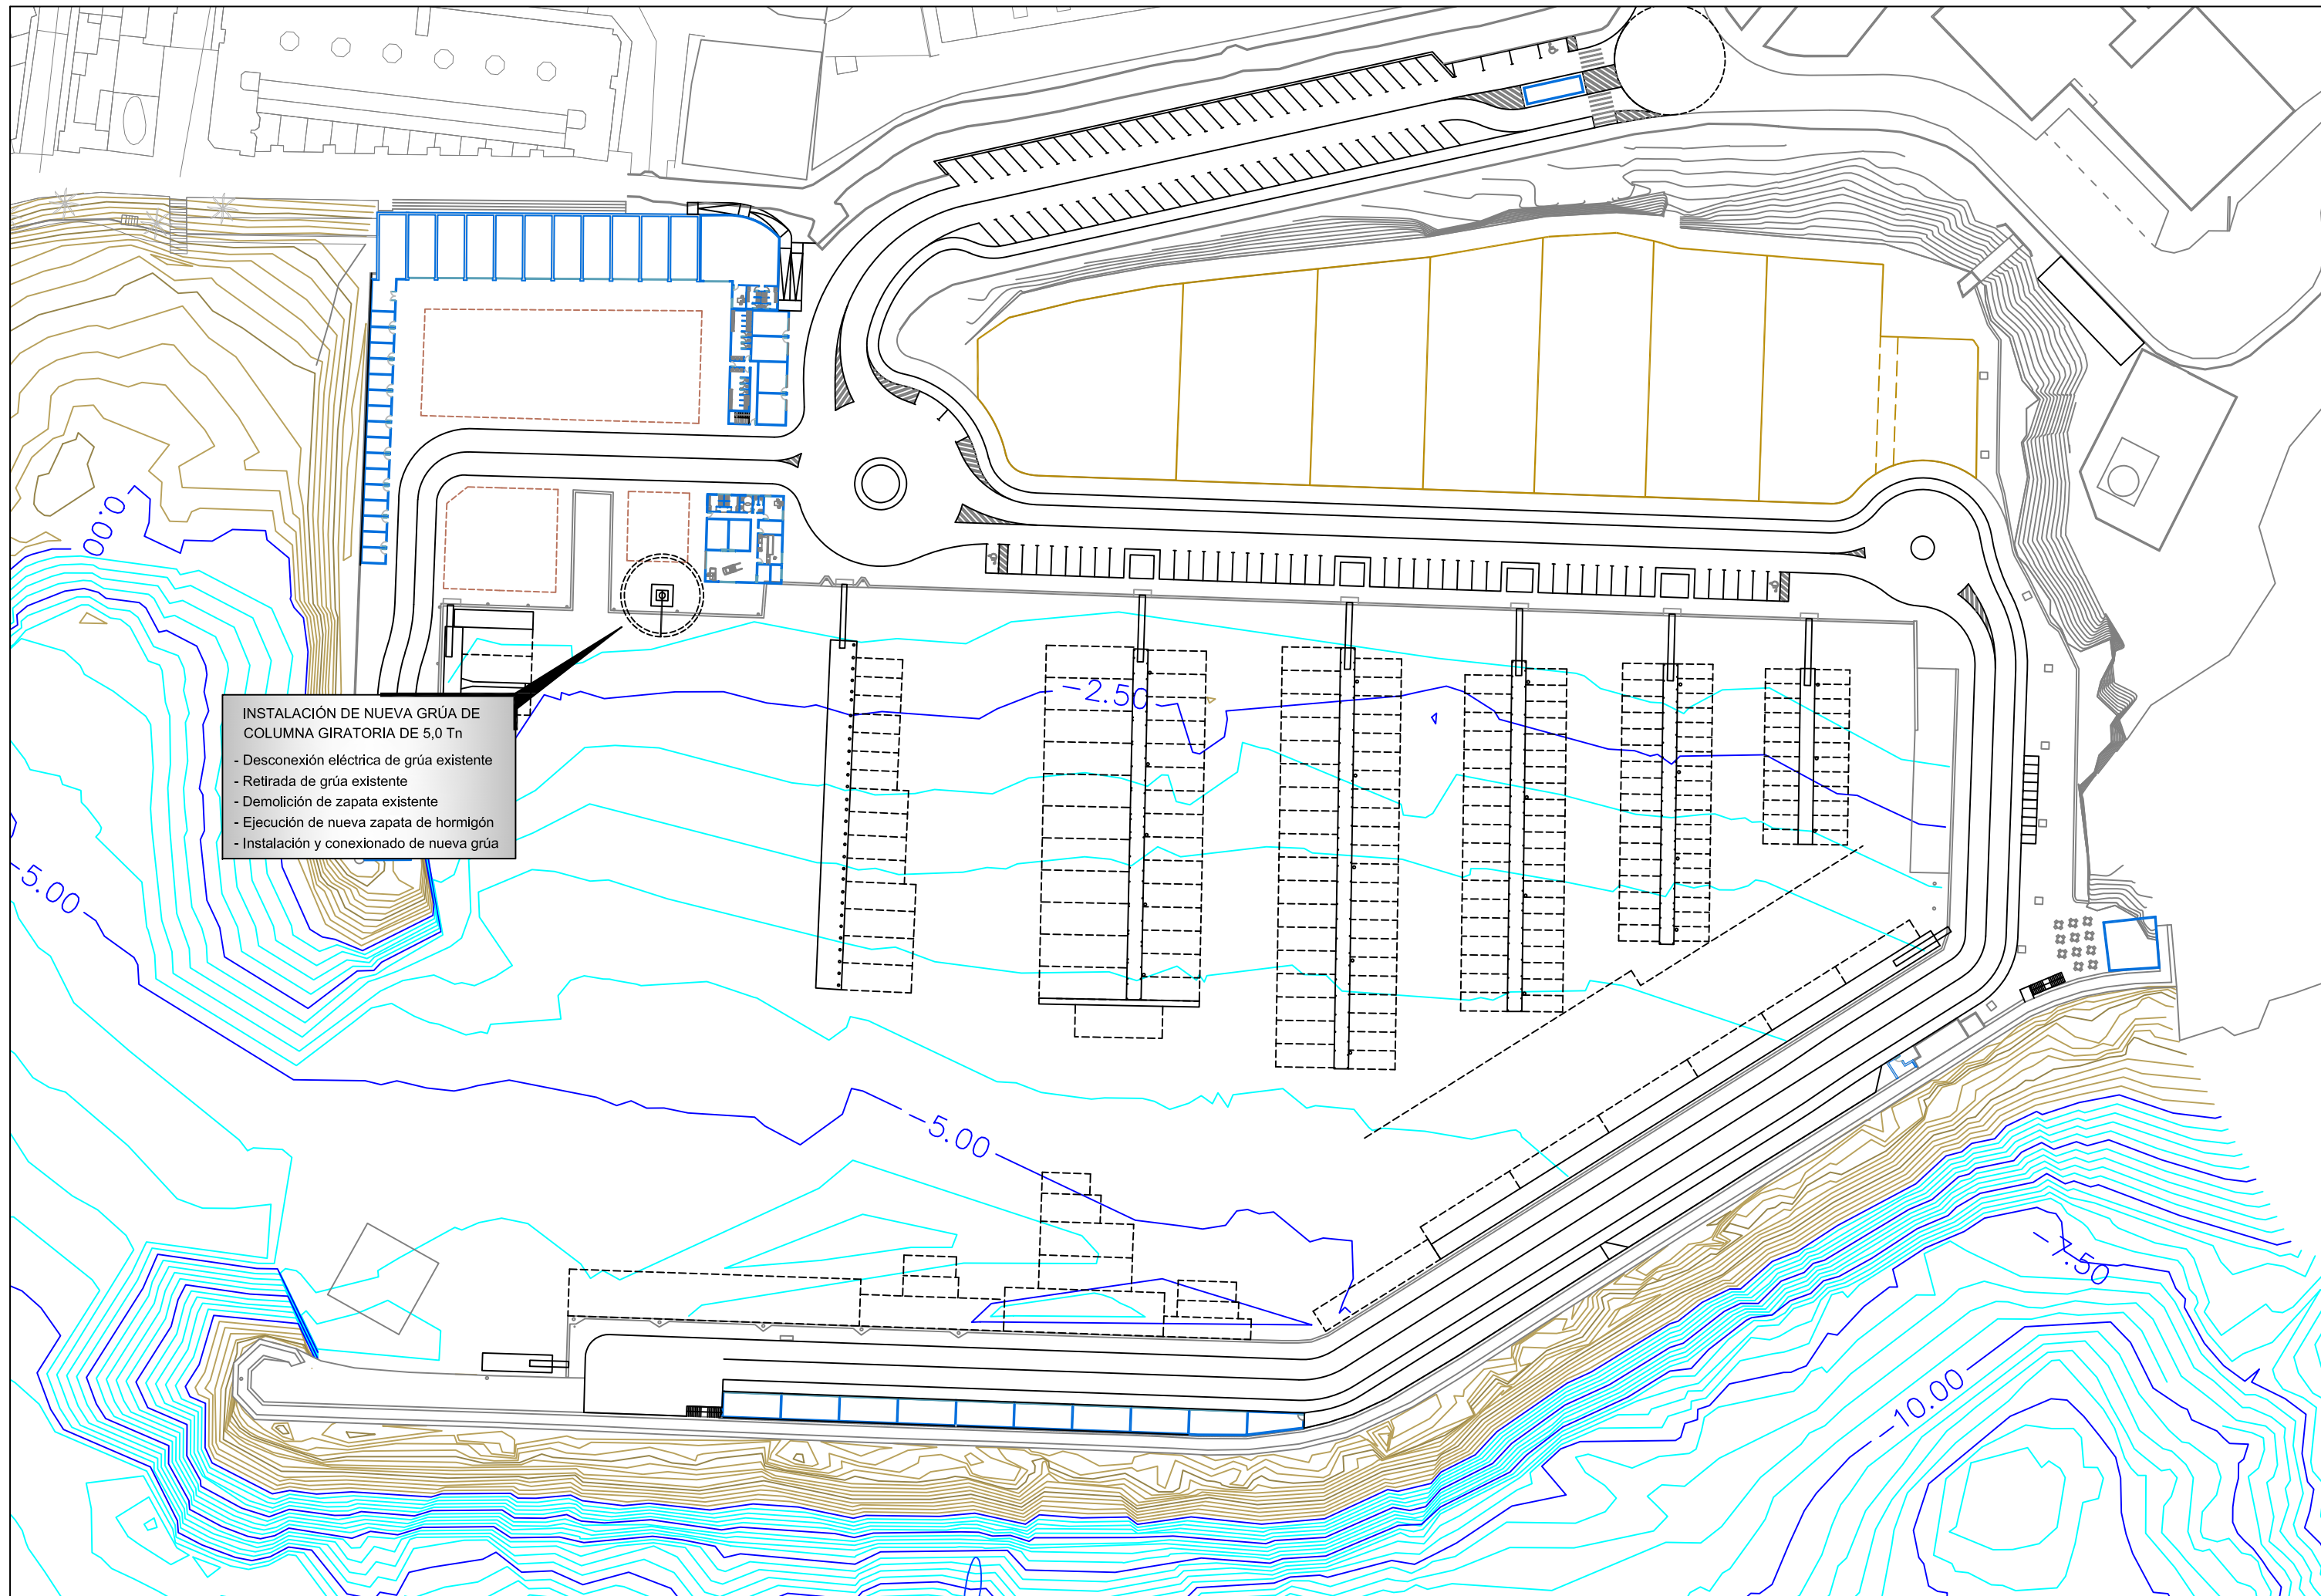 0.00
-2.50
INSTALACIÓN DE NUEVA GRÚA DE
COLUMNA GIRATORIA DE 5,0 Tn
- Desconexión eléctrica de grúa existente
- Retirada de grúa existente
- Demolición de zapata existente
- Ejecución de nueva zapata de hormigón
- Instalación y conexionado de nueva grúa
-5.00
-5.00
-7.50
-10.00